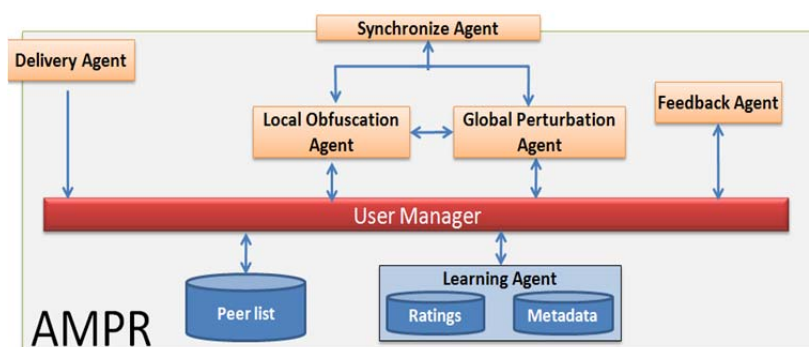 Synchronize Agent
Delivery Agent
Local Obfuscation
Agent
Global Perturbation
Agent
Feedback Agent
User Manager
Peer list
Learning Agent
Ratings
Metadata
AMPR